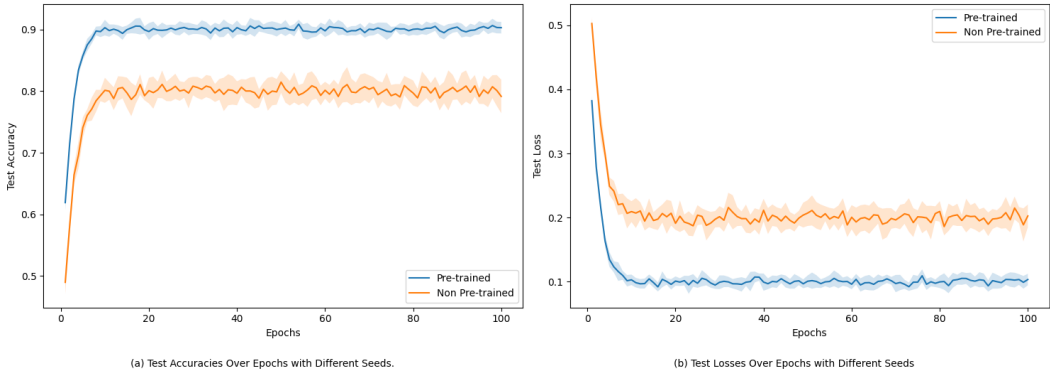 0.9
0.8
0.7
0.6
0.5
Test Accuracy
Pre-trained
Non Pre-trained
0 20 40 60 80 100
Epochs
(a) Test Accuracies Over Epochs with Different Seeds.
0.5
0.4
0.3
0.2
0.1
Test Loss
Pre-trained
Non Pre-trained
0 20 40 60 80 100
Epochs
(b) Test Losses Over Epochs with Different Seeds